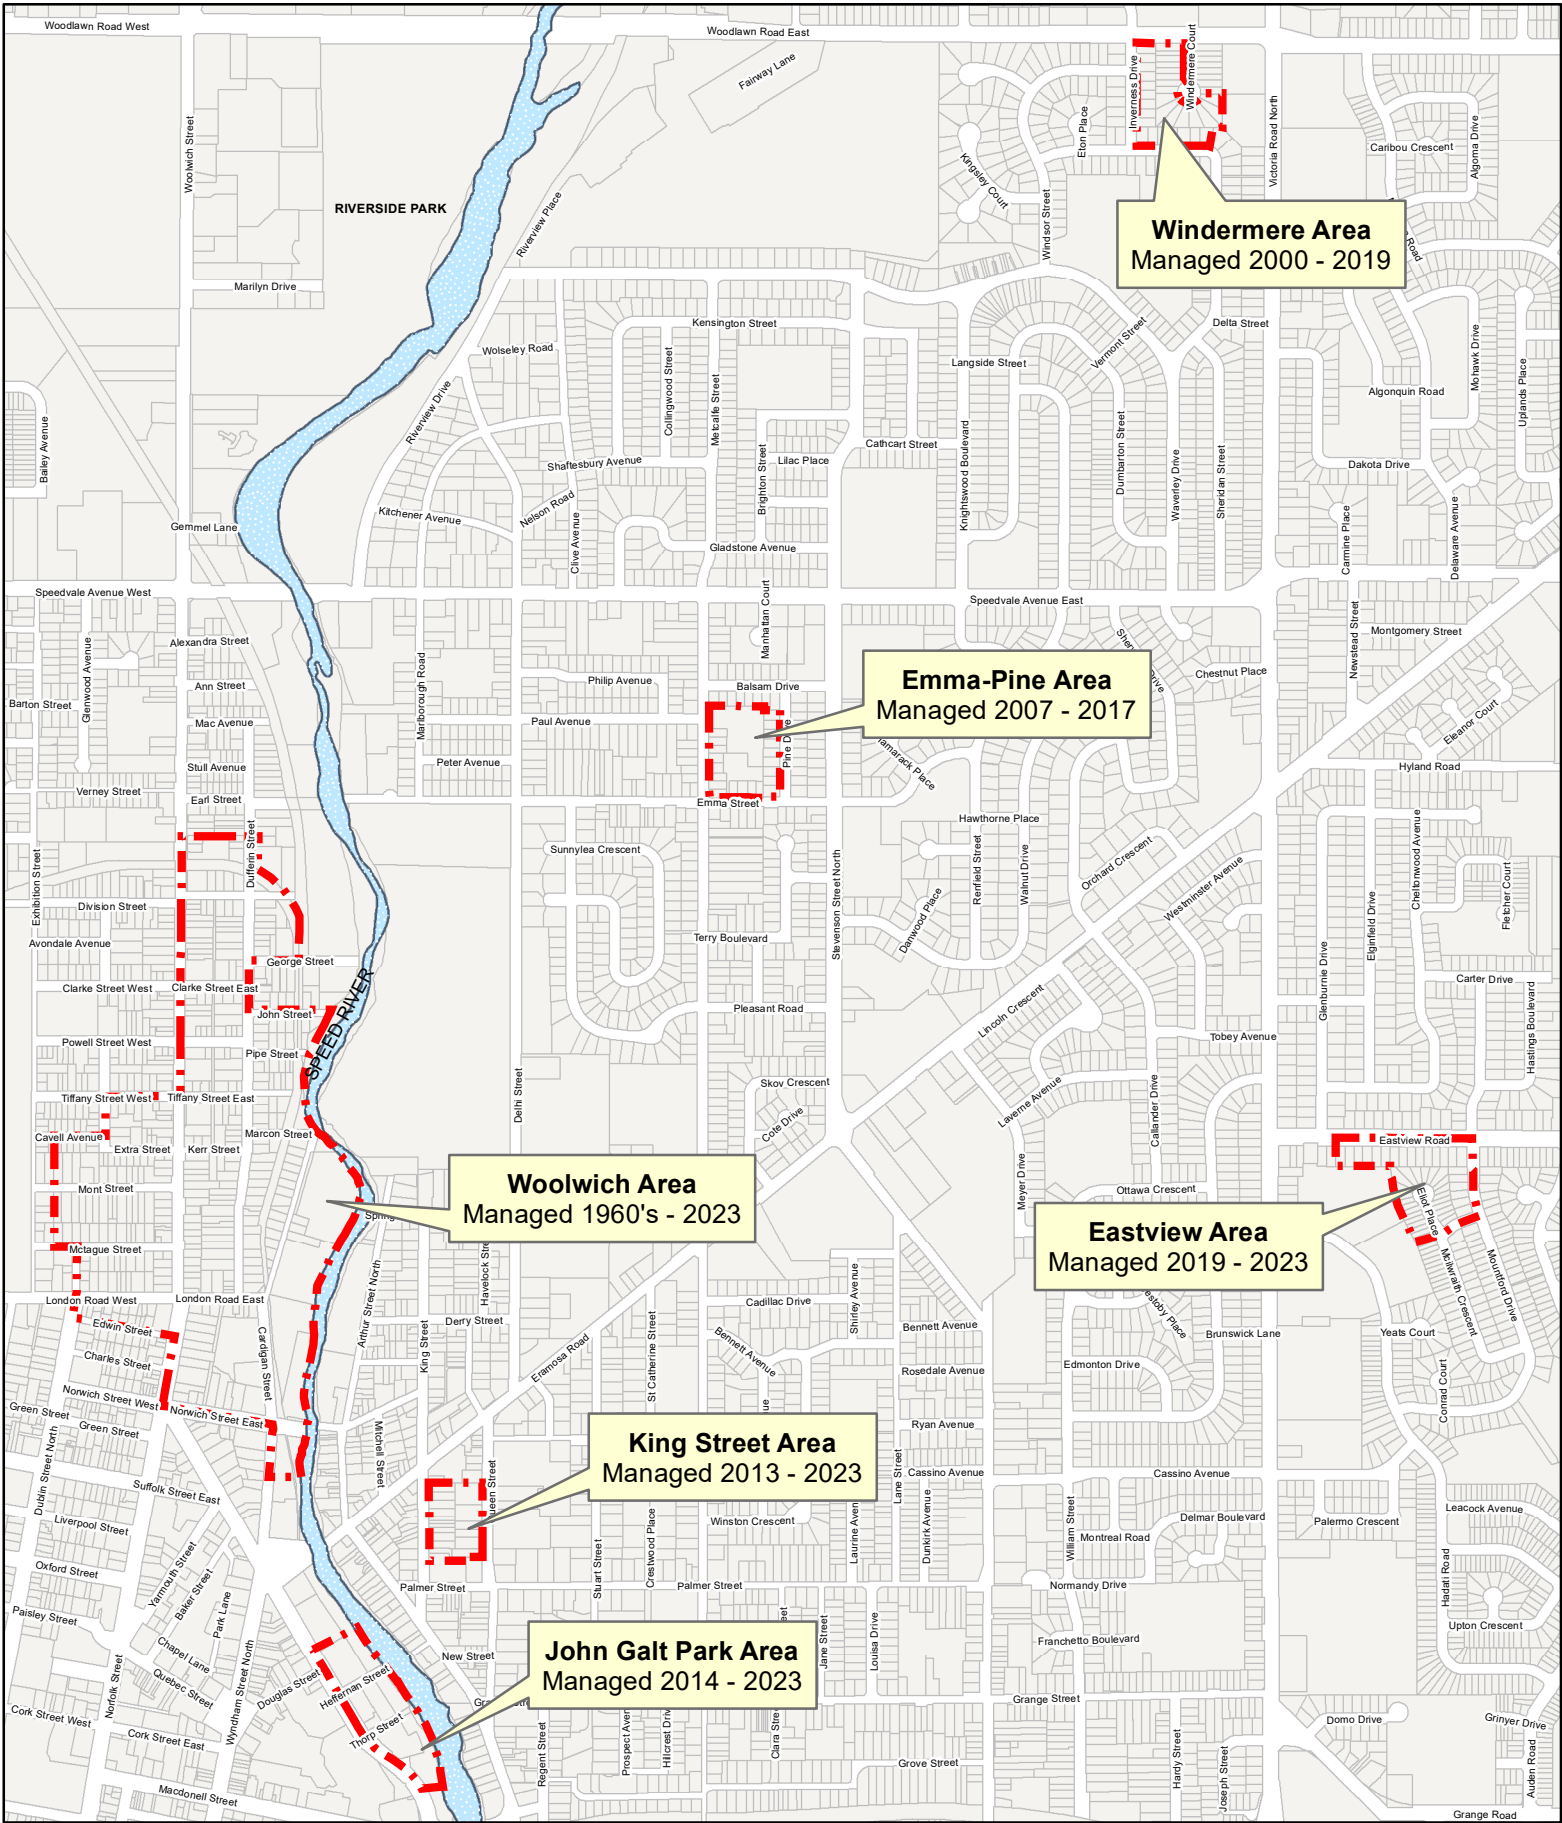 Woodlawn Road West
Woodlawn Road East
Fairway Lane
Inverness Drive
Windermere Court
Woolwich Street
Eton Place
Victoria Road North
Caribou Crescent
Algoma Drive
Kingsley Court
Windsor Street
RIVERSIDE PARK
Riverview Place
Windermere Area
Managed 2000 - 2019
Road
Marilyn Drive
Kensington Street
Wolseley Road
Collingwood Street
Metcalfe Street
Langside Street
Vermont Street
Delta Street
Mohawk Drive
Uplands Place
Algonquin Road
Riverview Drive
Bailey Avenue
Shaftesbury Avenue
Brighton Street
Lilac Place
Cathcart Street
Knightswood Boulevard
Dumbarton Street
Waverley Drive
Sheridan Street
Dakota Drive
Gemmel Lane
Kitchener Avenue
Nelson Road
Clive Avenue
Gladstone Avenue
Carmine Place
Delaware Avenue
Speedvale Avenue West
Speedvale Avenue East
Manhattan Court
Alexandra Street
Glenwood Avenue
Marlborough Road
Newstead Street
Montgomery Street
Chestnut Place
Ann Street
Barton Street
Philip Avenue
Balsam Drive
Emma-Pine Area
Managed 2007 - 2017
Mac Avenue
Paul Avenue
Pine Drive
Eleanor Court
Stull Avenue
Peter Avenue
Hyland Road
Verney Street
Earl Street
Emma Street
Hawthorne Place
Dufferin Street
Exhibition Street
Sunnylea Crescent
Stevenson Street North
Renfield Street
Walnut Drive
Orchard Crescent
Westminster Avenue
Cheltonwood Avenue
Fletcher Court
Division Street
Avondale Avenue
Danwood Place
Elginfield Drive
Terry Boulevard
George Street
Glenburnie Drive
Clarke Street West
Clarke Street East
Carter Drive
John Street
SPEED RIVER
Pleasant Road
Lincoln Crescent
Hastings Boulevard
Powell Street West
Pipe Street
Tobey Avenue
Skov Crescent
Tiffany Street West
Tiffany Street East
Delhi Street
Cote Drive
Laverne Avenue
Callander Drive
Cavell Avenue
Marcon Street
Extra Street
Kerr Street
Eastview Road
Mont Street
Woolwich Area
Managed 1960's - 2023
Meyer Drive
Ottawa Crescent
Eliot Place
Eastview Area
Managed 2019 - 2023
Mctague Street
Havelock Stre
Arthur Street North
Mcilwraith Crescent
Mountford Drive
London Road West
London Road East
Cadillac Drive
Shirley Avenue
Edwin Street
Derry Street
Bennett Avenue
Bennett Avenue
Brunswick Lane
Yeats Court
Charles Street
Cardigan Street
King Street
Eramosa Road
St Catherine Street
Rosedale Avenue
Edmonton Drive
Conrad Court
Norwich Street West
Norwich Street East
Green Street
Green Street
Mitchell Street
Ryan Avenue
King Street Area
Managed 2013 - 2023
Lane Street
Cassino Avenue
Cassino Avenue
Dublin Street North
Suffolk Street East
Liverpool Street
Winston Crescent
Dunkirk Avenue
William Street
Montreal Road
Delmar Boulevard
Palermo Crescent
Leacock Avenue
Oxford Street
Yarmouth Street
Baker Street
Park Lane
Palmer Street
Palmer Street
Stuart Street
Crestwood Place
Normandy Drive
Hadati Road
Paisley Street
Chapel Lane
Quebec Street
New Street
Jane Street
Louisa Drive
Franchetto Boulevard
Upton Crescent
John Galt Park Area
Managed 2014 - 2023
Douglas Street
Heffernan Street
Norfolk Street
Wyndham Street North
Thorp Street
Grange Street
Cork Street West
Cork Street East
Domo Drive
Grinyer Drive
Regent Street
Grove Street
Hardy Street
Joseph Street
Auden Road
Macdonell Street
Grange Road